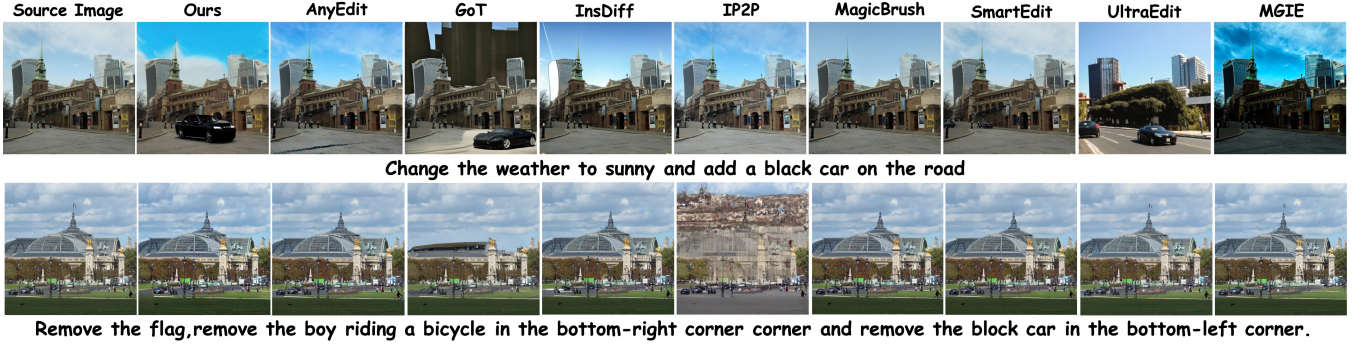 Source Image Ours AnyEdit GoT InsDiff IP2P MagicBrush SmartEdit UltraEdit MGIE
Change the weather to sunny and add a black car on the road
Remove the flag,remove the boy riding a bicycle in the bottom-right corner corner and remove the block car in the bottom-left corner.